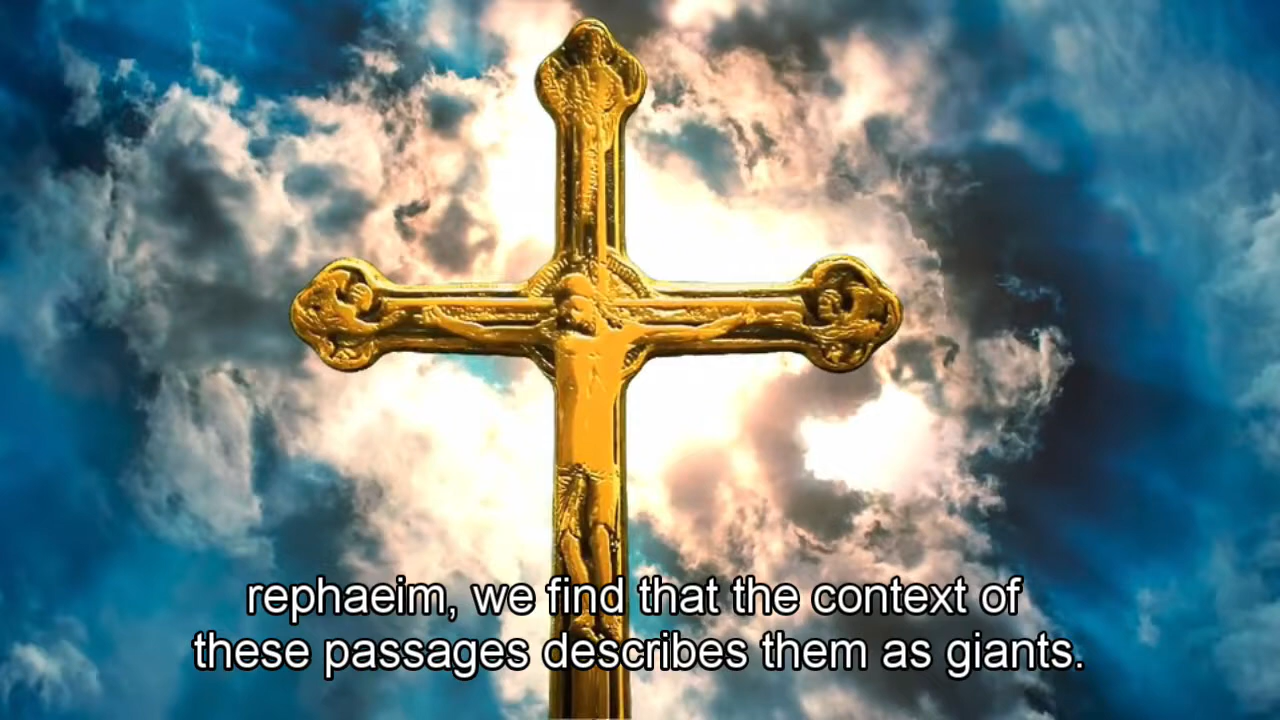 rephaeim, we find that the context of
these passages describes them as giants.